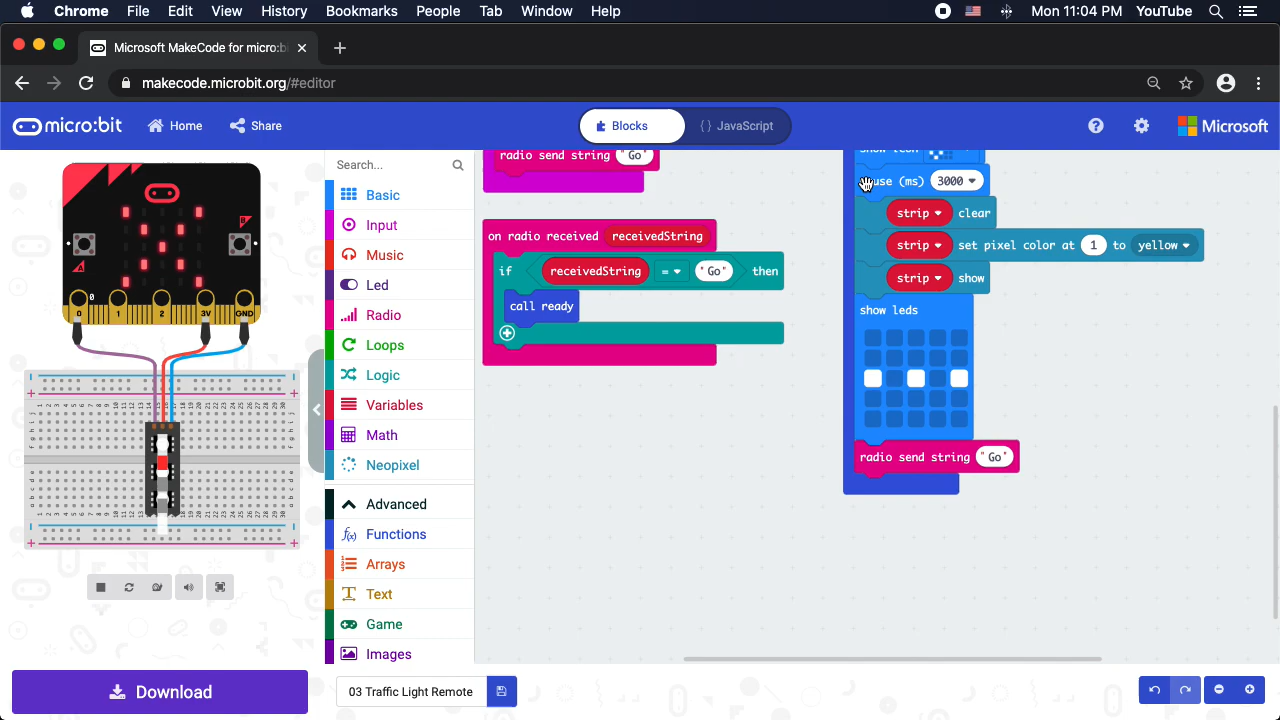 Chrome File Edit View History Bookmarks People Tab Window Help Mon 11:04 PM YouTube
Microsoft MakeCode for micro:b
makecode.microbit.org/#editor
micro:bit Home Share Blocks {} JavaScript Microsoft
Search...
Basic
Input
Music
Led
Radio
Loops
Logic
Variables
Math
Neopixel
Advanced
Functions
Arrays
Text
Game
Images
radio send string "Go"
on radio received receivedString
if receivedString = "Go" then
call ready
show icon
pause (ms) 3000
strip clear
strip set pixel color at 1 to yellow
strip show
show leds
radio send string "Go"
A
B
0
0 1 2 3V GND
Download
03 Traffic Light Remote